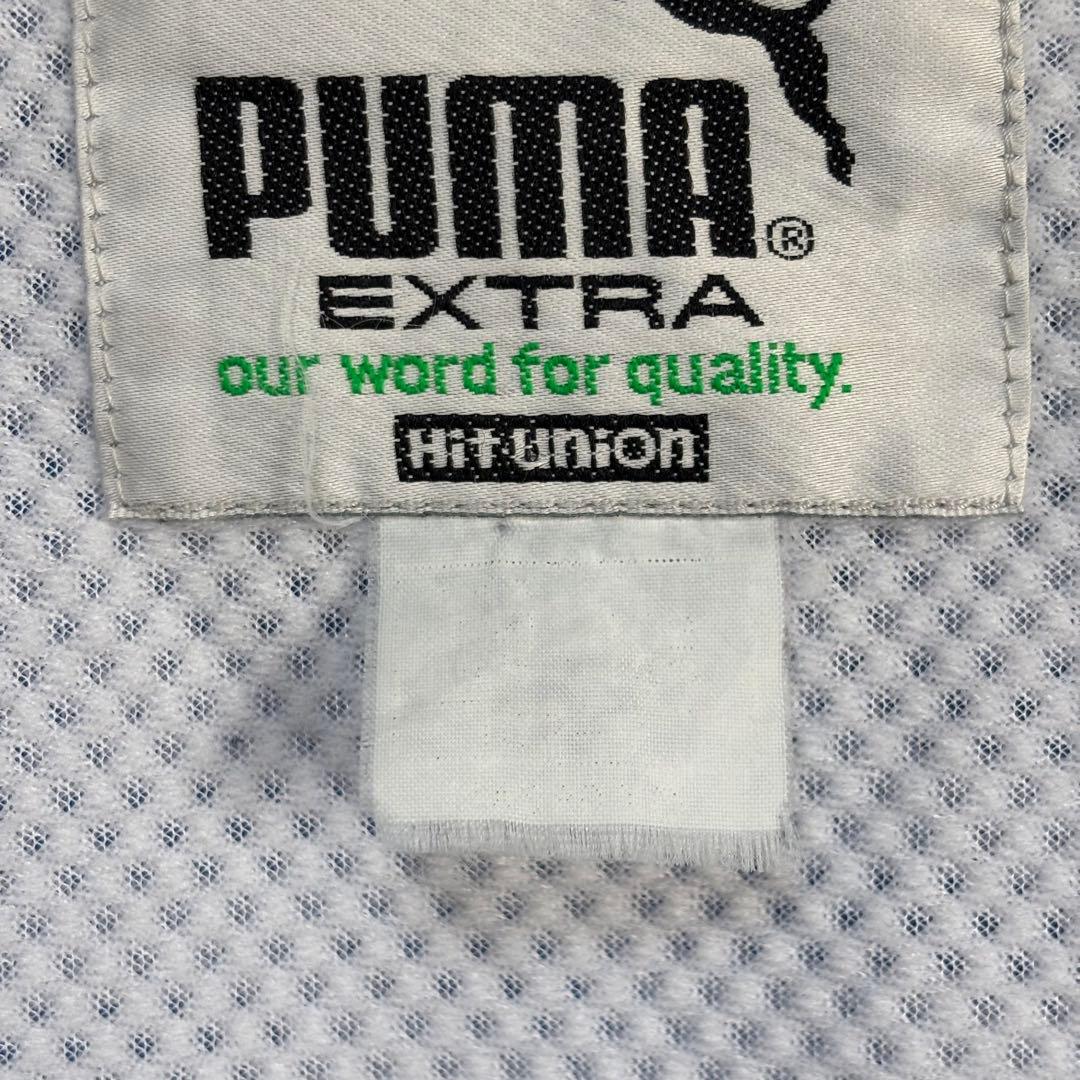 PUMA®
EXTRA
our word for quality.
Hit union